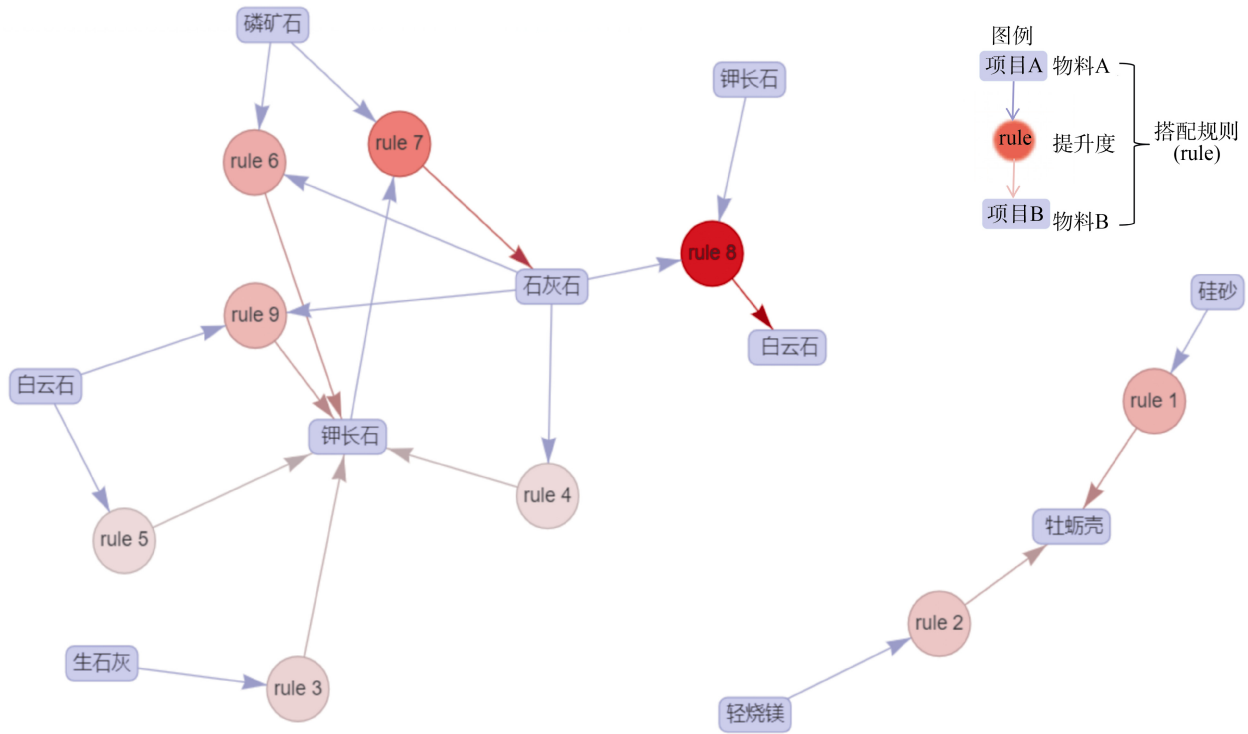 磷矿石
图例
项目A 物料A
钾长石
rule 7
rule
提升度
搭配规则
(rule)
rule 6
项目B 物料B
rule 8
石灰石
硅砂
rule 9
白云石
白云石
rule 1
钾长石
rule 4
rule 5
牡蛎壳
rule 2
生石灰
rule 3
轻烧镁